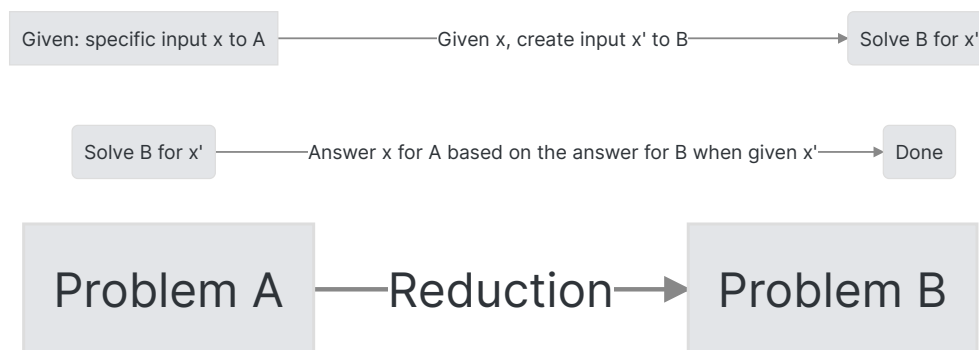 Given: specific input x to A Given x, create input x' to B Solve B for x'
Solve B for x' Answer x for A based on the answer for B when given x' Done
Problem A Reduction Problem B